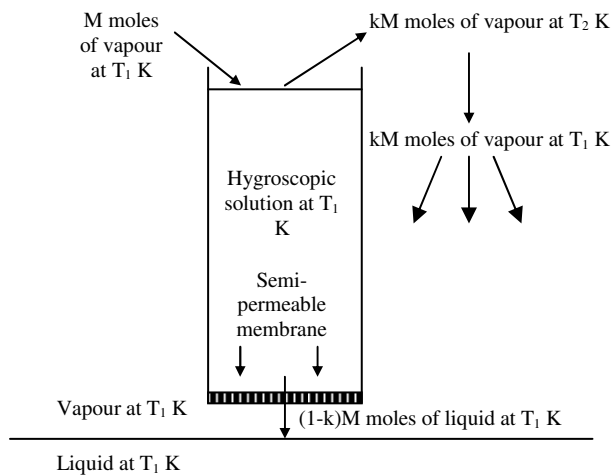 M moles
of vapour
at T₁ K
kM moles of vapour at T₂ K
kM moles of vapour at T₁ K
Hygroscopic
solution at T₁
K
Semi-
permeable
membrane
Vapour at T₁ K
(1-k)M moles of liquid at T₁ K
Liquid at T₁ K